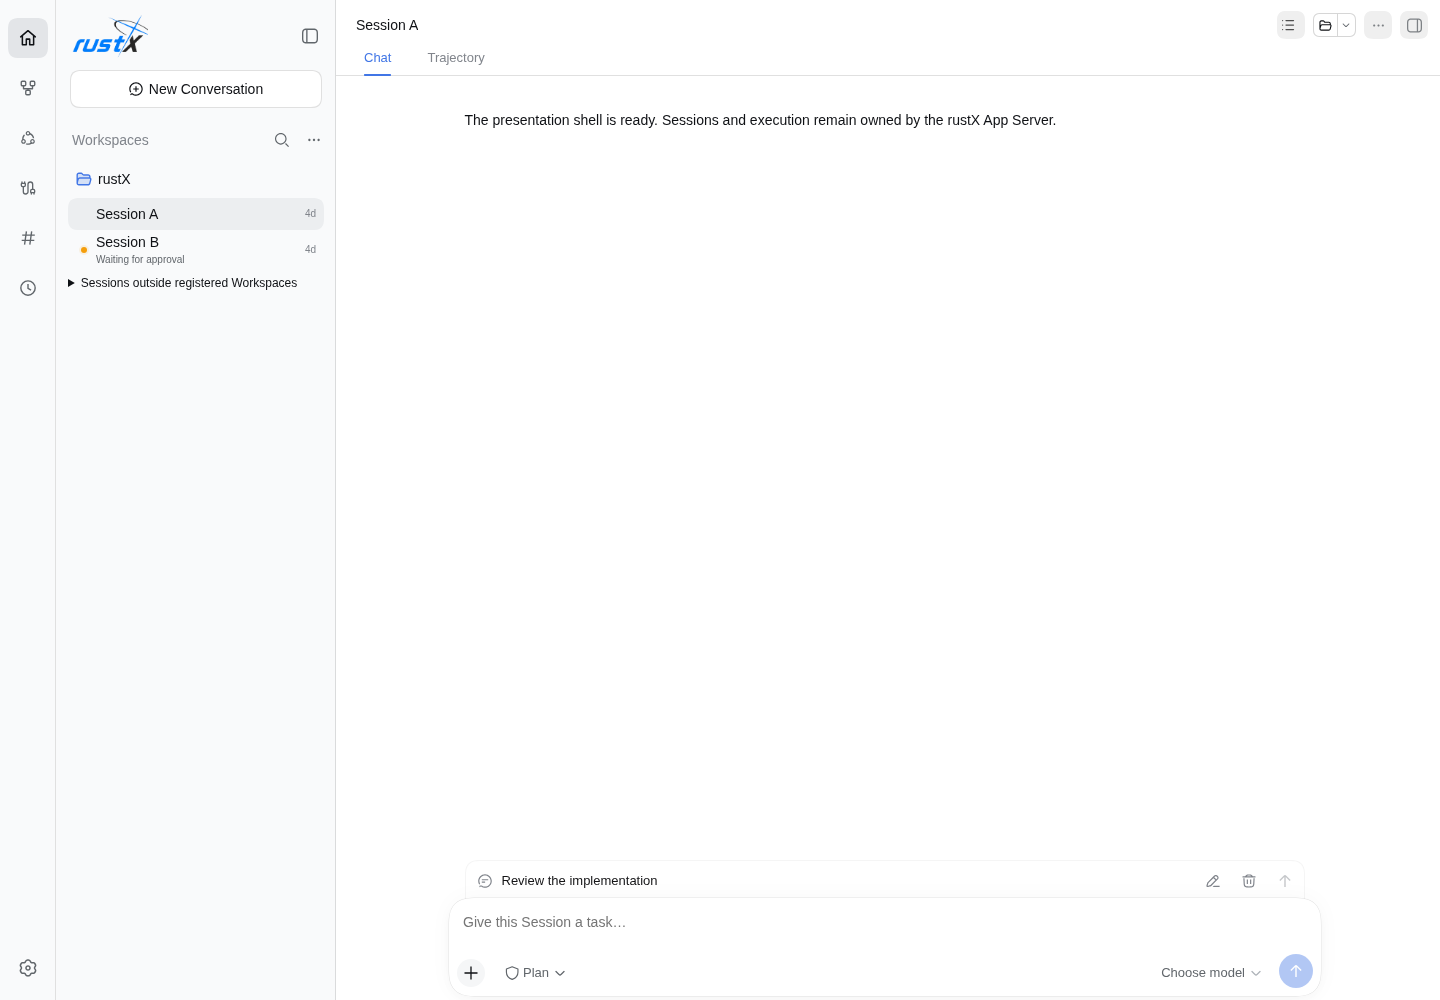 rustX
New Conversation
Workspaces
rustX
Session A
4d
Session B
Waiting for approval
4d
Sessions outside registered Workspaces
Session A
Chat
Trajectory
The presentation shell is ready. Sessions and execution remain owned by the rustX App Server.
Review the implementation
Give this Session a task…
Plan
Choose model